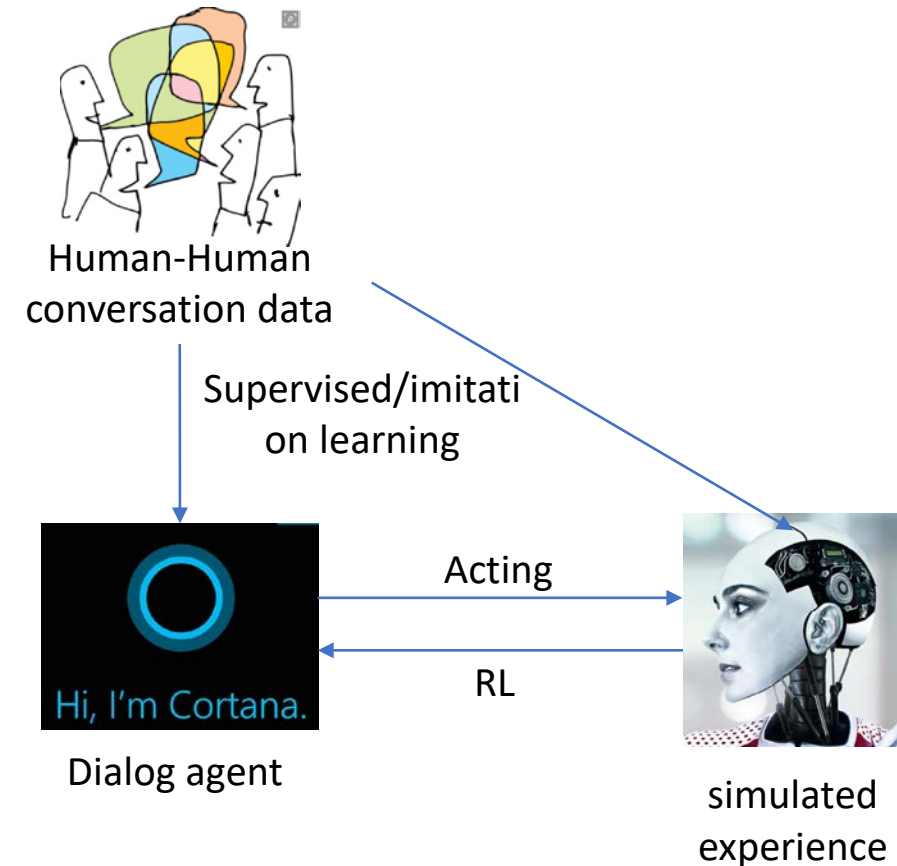 Human-Human
conversation data
Supervised/imitati
on learning
Acting
RL
Hi, I'm Cortana.
Dialog agent
simulated
experience